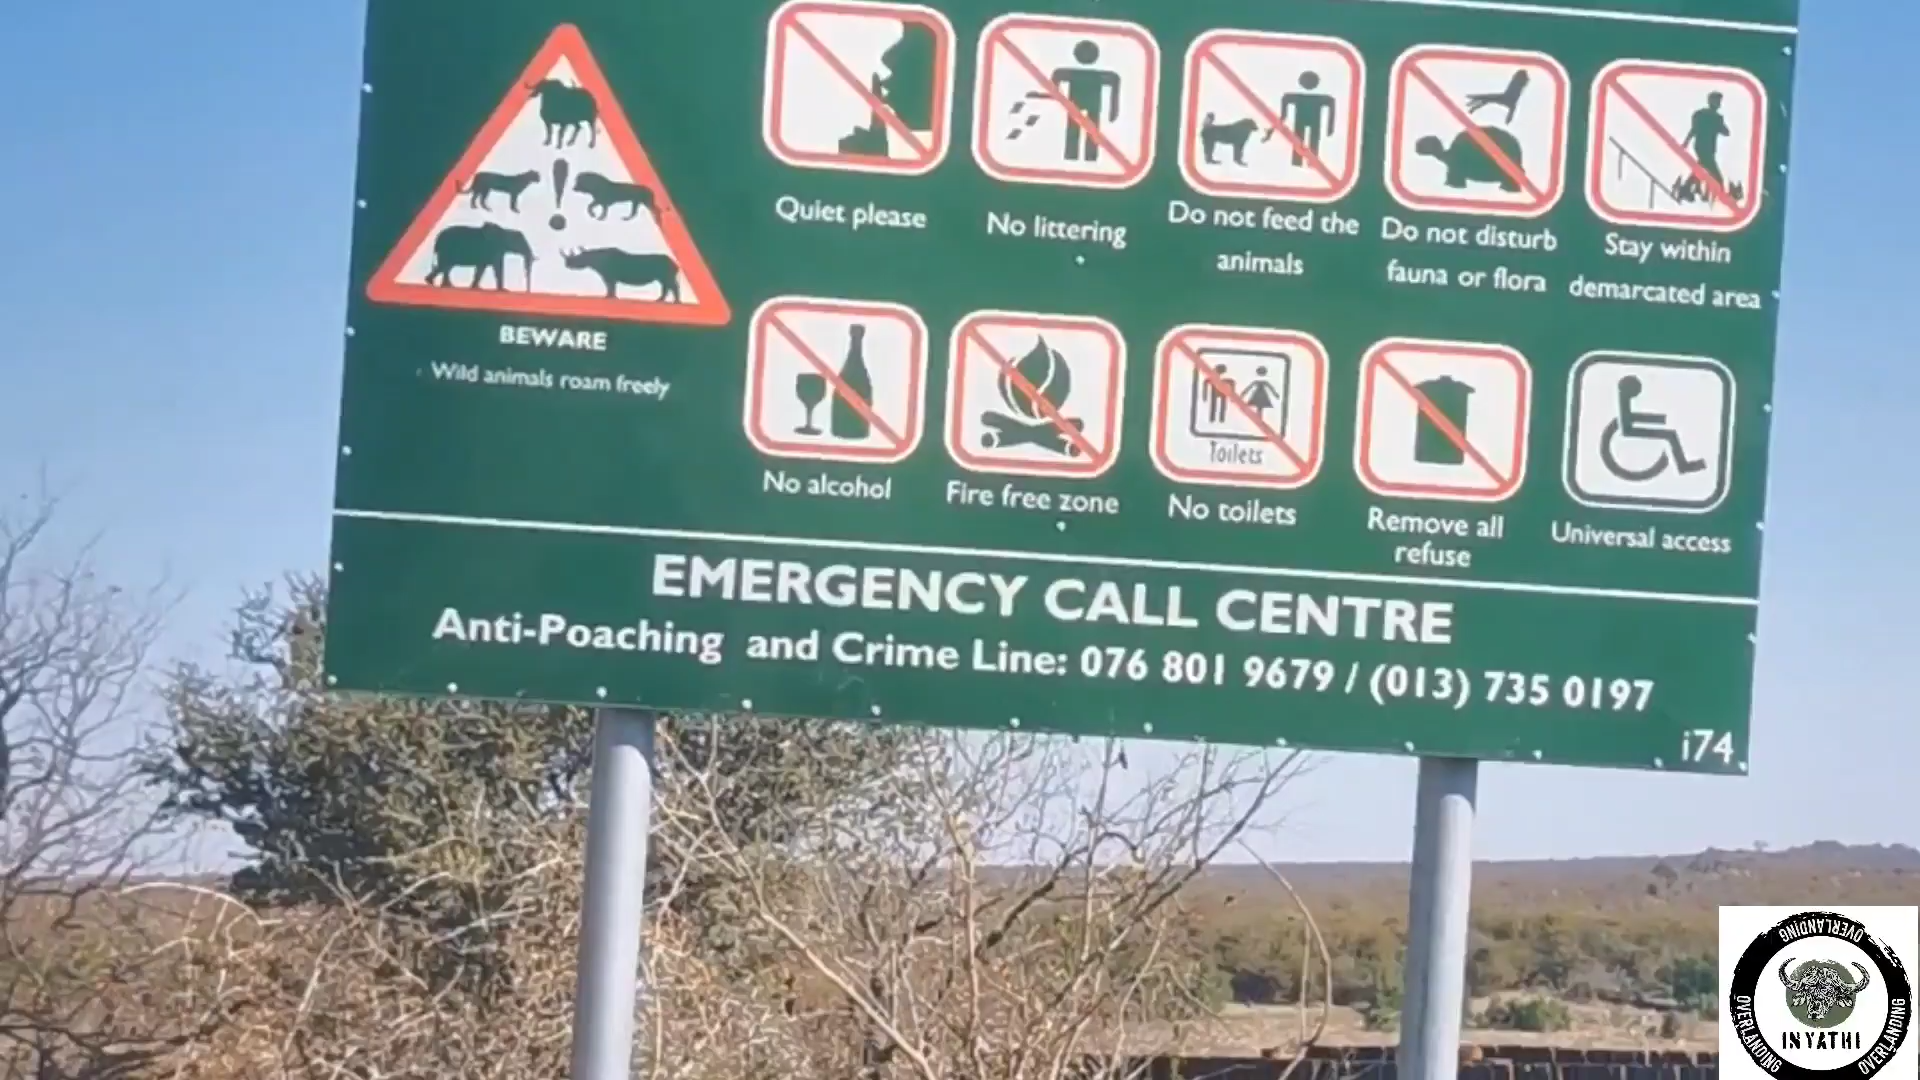 Quiet please
No littering
Do not feed the
animals
Do not disturb
fauna or flora
Stay within
demarcated area
BEWARE
Wild animals roam freely
Toilets
No alcohol
Fire free zone
No toilets
Remove all
refuse
Universal access
EMERGENCY CALL CENTRE
Anti-Poaching and Crime Line: 076 801 9679 / (013) 735 0197
i74
OVERLANDING
OVERLANDING
OVERLANDING
INYATHI